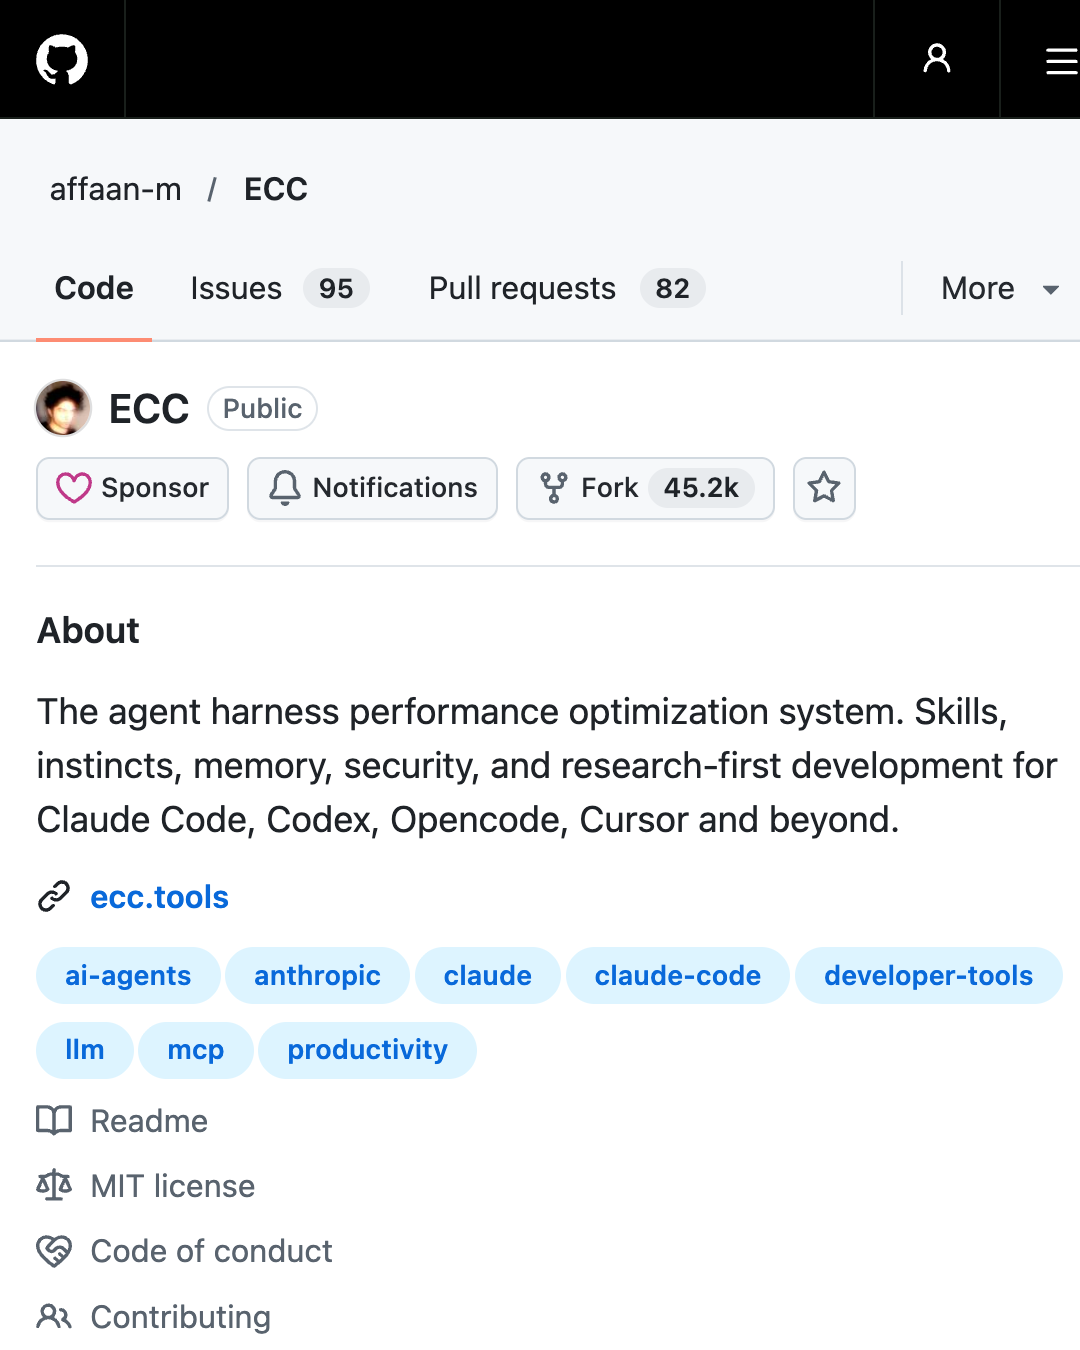 affaan-m / ECC
Code Issues 95 Pull requests 82 More
ECC Public
Sponsor Notifications Fork 45.2k
About
The agent harness performance optimization system. Skills,
instincts, memory, security, and research-first development for
Claude Code, Codex, Opencode, Cursor and beyond.
ecc.tools
ai-agents anthropic claude claude-code developer-tools
llm mcp productivity
Readme
MIT license
Code of conduct
Contributing